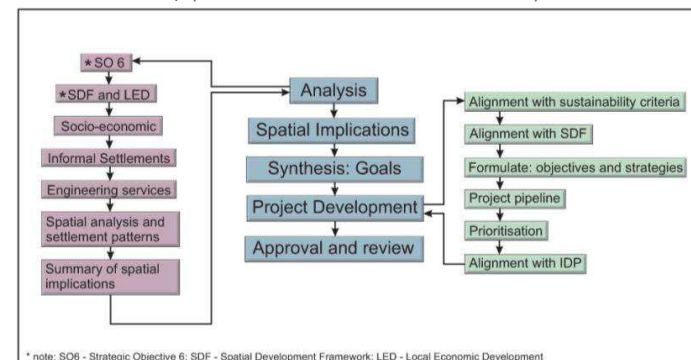 *SO 6
*SDF and LED
Socio-economic
Informal Settlements
Engineering services
Spatial analysis and
settlement patterns
Summary of spatial
implications
Analysis
Spatial Implications
Synthesis: Goals
Project Development
Approval and review
Alignment with sustainability criteria
Alignment with SDF
Formulate: objectives and strategies
Project pipeline
Prioritisation
Alignment with IDP
* note: SO6 - Strategic Objective 6; SDF - Spatial Development Framework; LED - Local Economic Development